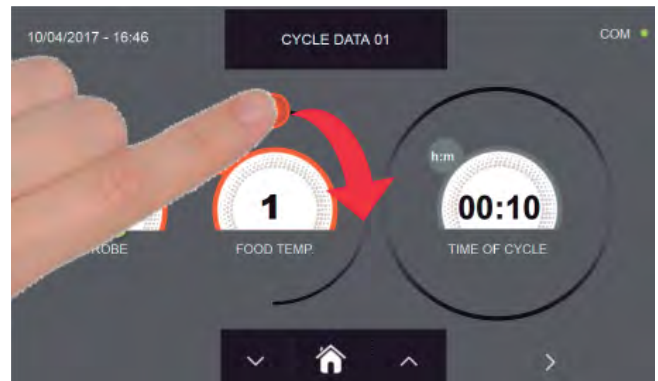 10/04/2017 - 16:46
CYCLE DATA 01
COM
h:m
1
00:10
ROBE
FOOD TEMP.
TIME OF CYCLE